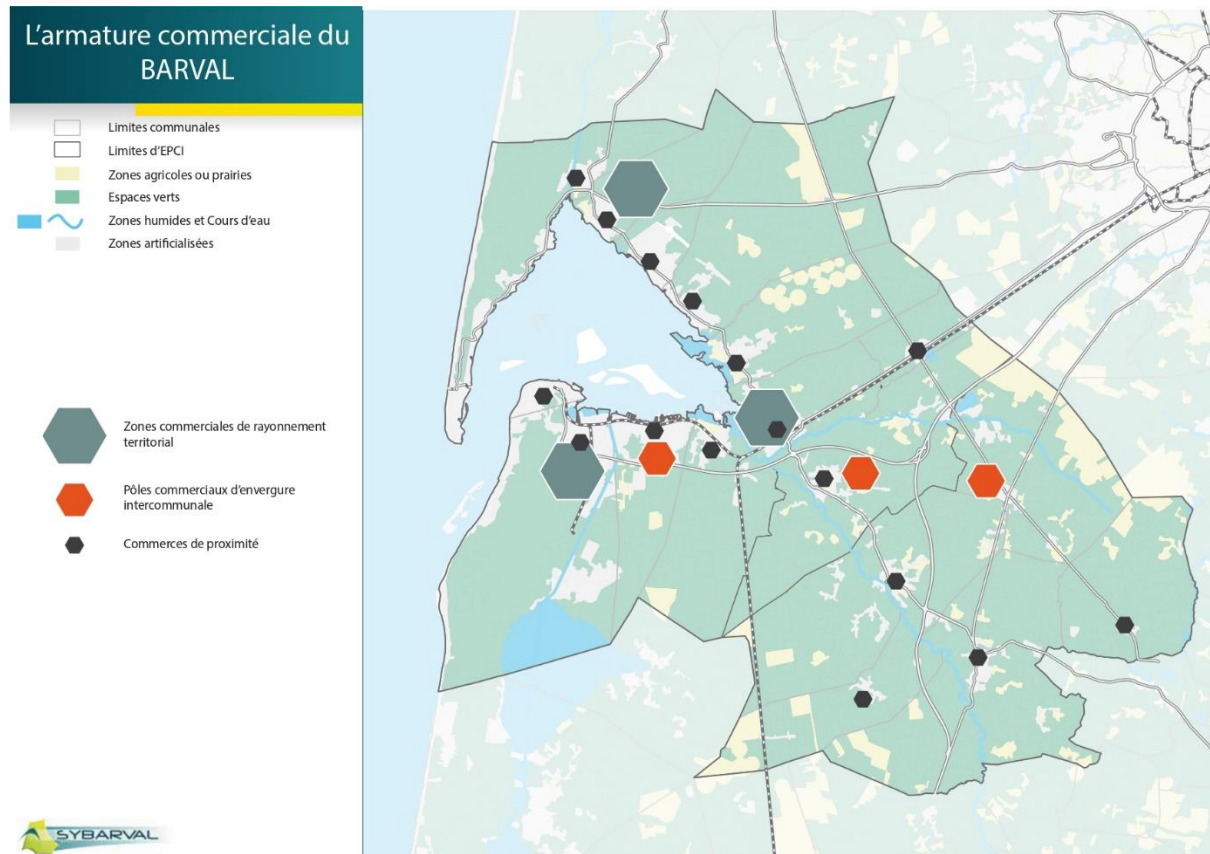 L'armature commerciale du
BARVAL
Limites communales
Limites d'EPCI
Zones agricoles ou prairies
Espaces verts
Zones humides et Cours d'eau
Zones artificialisées
Zones commerciales de rayonnement
territorial
Pôles commerciaux d'envergure
intercommunale
Commerces de proximité
SYBARVAL